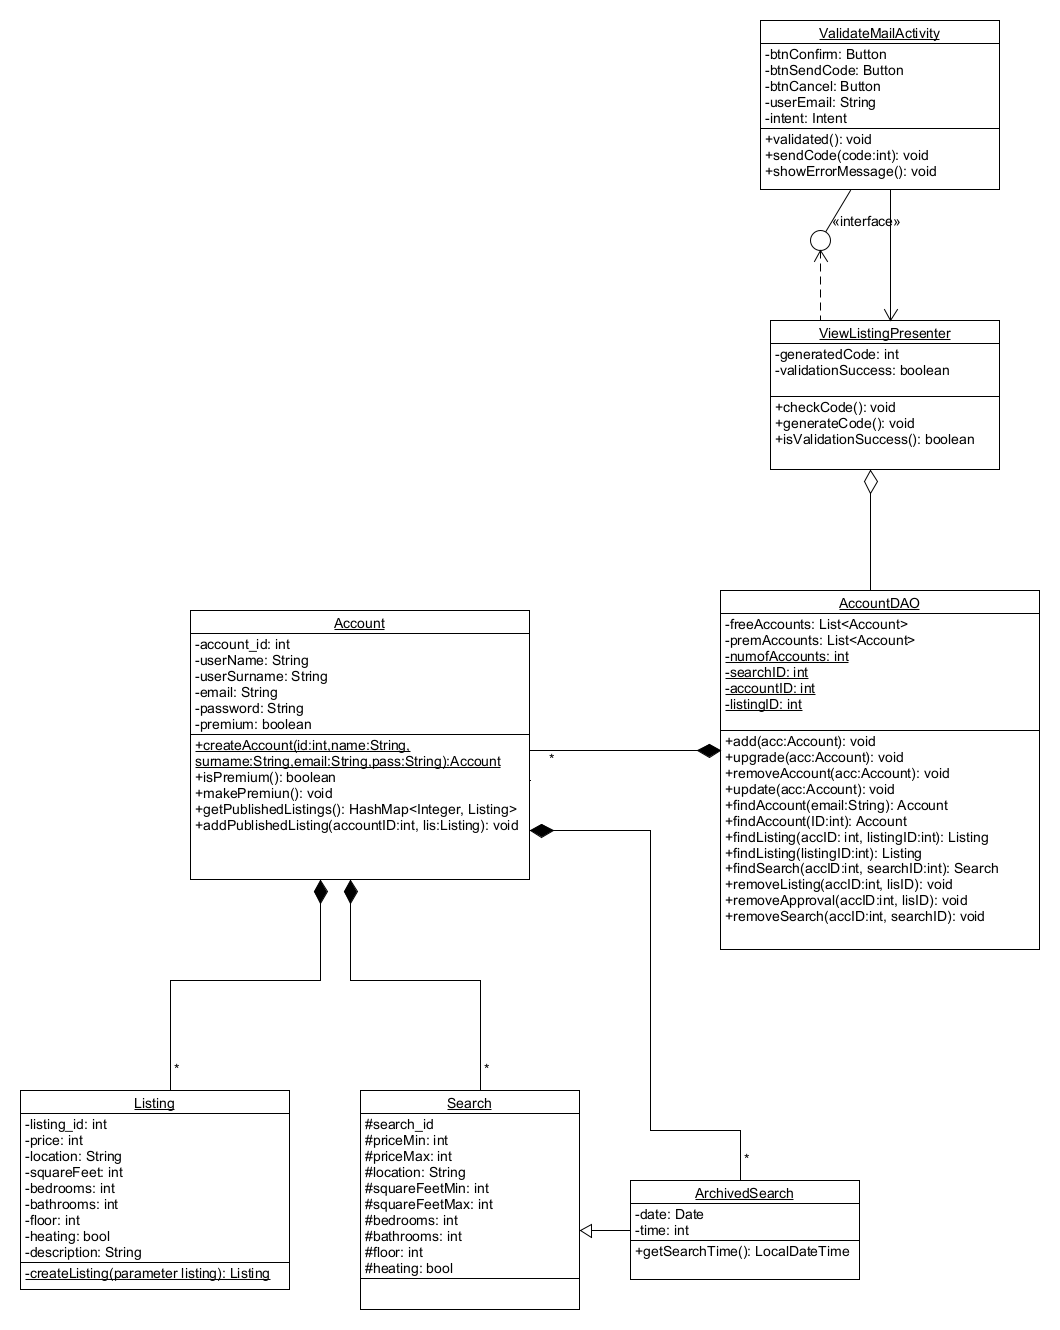 ValidateMailActivity
-btnConfirm: Button
-btnSendCode: Button
-btnCancel: Button
-userEmail: String
-intent: Intent
+validated(): void
+sendCode(code:int): void
+showErrorMessage(): void
«interface»
ViewListingPresenter
-generatedCode: int
-validationSuccess: boolean
+checkCode(): void
+generateCode(): void
+isValidationSuccess(): boolean
AccountDAO
-freeAccounts: List<Account>
-premAccounts: List<Account>
-numofAccounts: int
-searchID: int
-accountID: int
-listingID: int
+add(acc:Account): void
+upgrade(acc:Account): void
+removeAccount(acc:Account): void
+update(acc:Account): void
+findAccount(email:String): Account
+findAccount(ID:int): Account
+findListing(accID: int, listingID:int): Listing
+findListing(listingID:int): Listing
+findSearch(accID:int, searchID:int): Search
+removeListing(accID:int, lisID): void
+removeApproval(accID:int, lisID): void
+removeSearch(accID:int, searchID): void
Account
-account_id: int
-userName: String
-userSurname: String
-email: String
-password: String
-premium: boolean
+createAccount(id:int,name:String,
surname:String,email:String,pass:String):Account
+isPremium(): boolean
+makePremiun(): void
+getPublishedListings(): HashMap<Integer, Listing>
+addPublishedListing(accountID:int, lis:Listing): void
*
*
*
*
Listing
-listing_id: int
-price: int
-location: String
-squareFeet: int
-bedrooms: int
-bathrooms: int
-floor: int
-heating: bool
-description: String
-createListing(parameter listing): Listing
Search
#search_id
#priceMin: int
#priceMax: int
#location: String
#squareFeetMin: int
#squareFeetMax: int
#bedrooms: int
#bathrooms: int
#floor: int
#heating: bool
ArchivedSearch
-date: Date
-time: int
+getSearchTime(): LocalDateTime